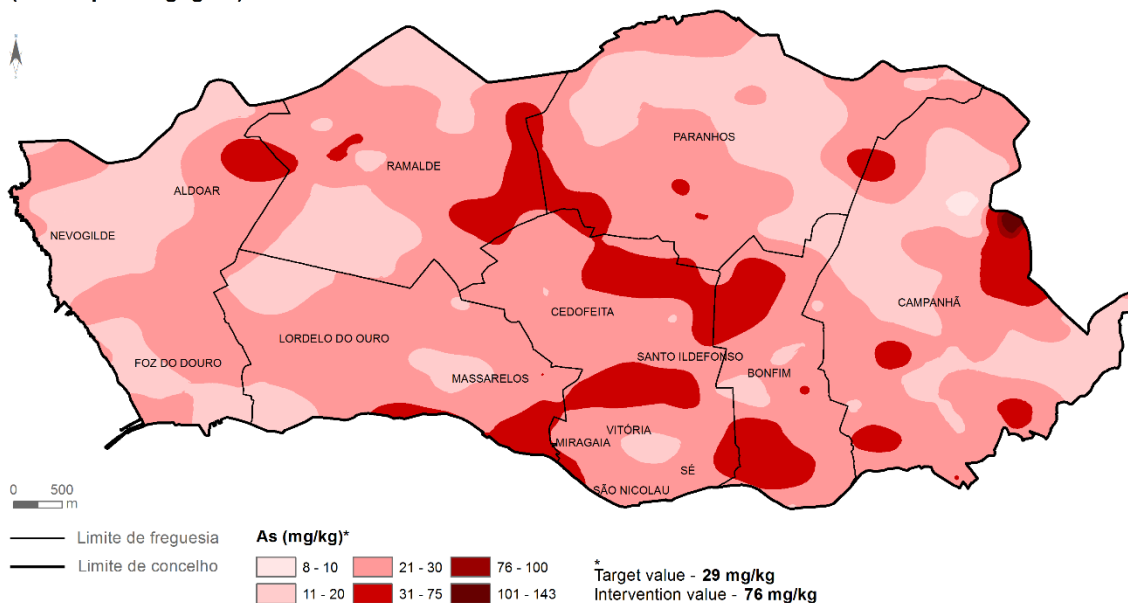 PARANHOS
RAMALDE
ALDOAR
NEVOGILDE
CAMPANHÃ
CEDOFEITA
LORDELO DO OURO
SANTO ILDEFONSO
FOZ DO DOURO
BONFIM
MASSARELOS
VITÓRIA
MIRAGAIA
SÉ
SÃO NICOLAU
0 500
m
Limite de freguesia
Limite de concelho
As (mg/kg)*
8 - 10
21 - 30
76 - 100
11 - 20
31 - 75
101 - 143
*
Target value - 29 mg/kg
Intervention value - 76 mg/kg